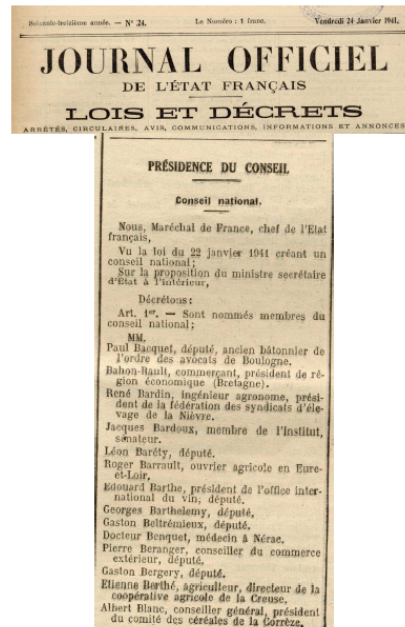 Soixante-treizième année. — N° 24.
Le Numéro : 1 franc.
Vendredi 24 Janvier 1941.
JOURNAL OFFICIEL
DE L'ÉTAT FRANÇAIS
LOIS ET DÉCRETS
ARRÊTÉS, CIRCULAIRES, AVIS, COMMUNICATIONS, INFORMATIONS ET ANNONCES
PRÉSIDENCE DU CONSEIL
Conseil national.
Nous, Maréchal de France, chef de l'Etat
français,
Vu la loi du 22 janvier 1941 créant un
conseil national;
Sur la proposition du ministre secrétaire
d'Etat à l'intérieur,
Décrétons:
Art. 1er. — Sont nommés membres du
conseil national;
MM.
Paul Bacquet, député, ancien bâtonnier de
l'ordre des avocats de Boulogne.
Bahon-Rault, commerçant, président de ré-
gion économique (Bretagne).
René Bardin, ingénieur agronome, prési-
dent de la fédération des syndicats d'éle-
vage de la Nièvre.
Jacques Bardoux, membre de l'Institut,
sénateur.
Léon Baréty, député.
Roger Barrault, ouvrier agricole en Eure-
et-Loir.
Edouard Barthe, président de l'office inter-
national du vin, député.
Georges Barthelemy, député.
Gaston Beltrémieux, député.
Docteur Benquet, médecin à Nérac.
Pierre Beranger, conseiller du commerce
extérieur, député.
Gaston Bergery, député.
Etienne Berthé, agriculteur, directeur de la
coopérative agricole de la Creuse.
Albert Blanc, conseiller général, président
du comité des céréales de la Corrèze.